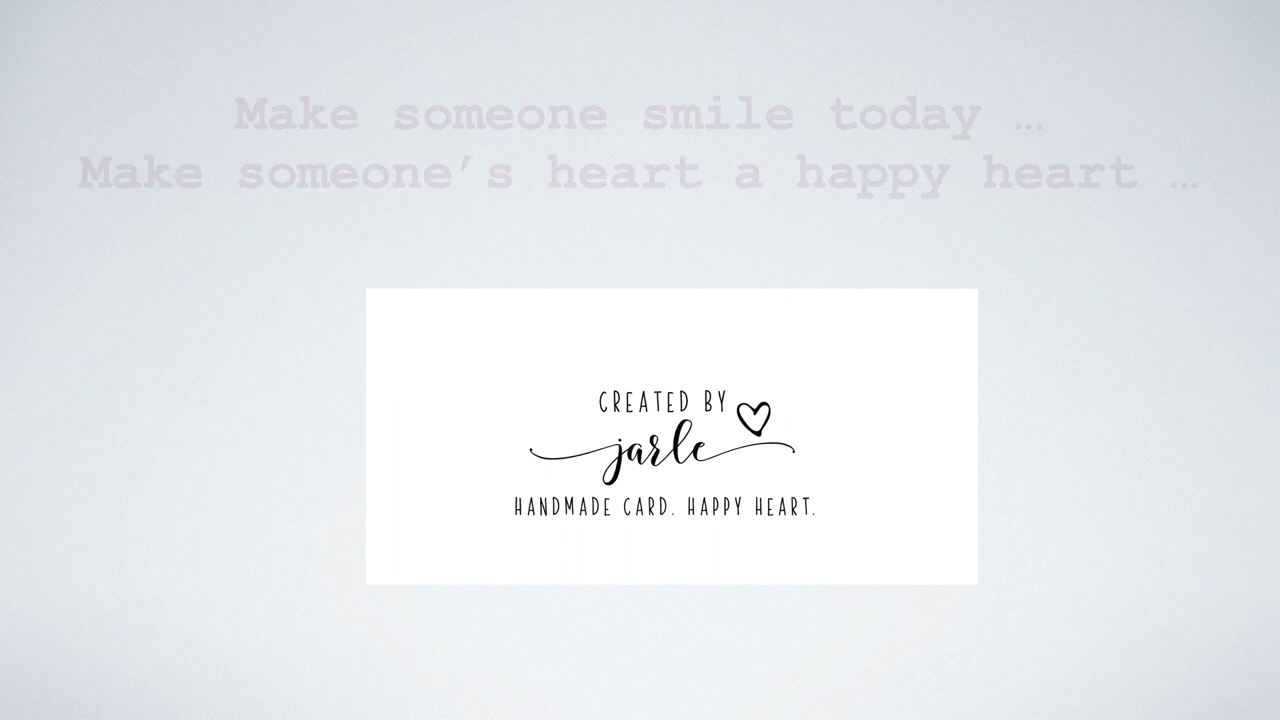 Make someone smile today …
Make someone’s heart a happy heart …
CREATED BY
jarle
HANDMADE CARD. HAPPY HEART.